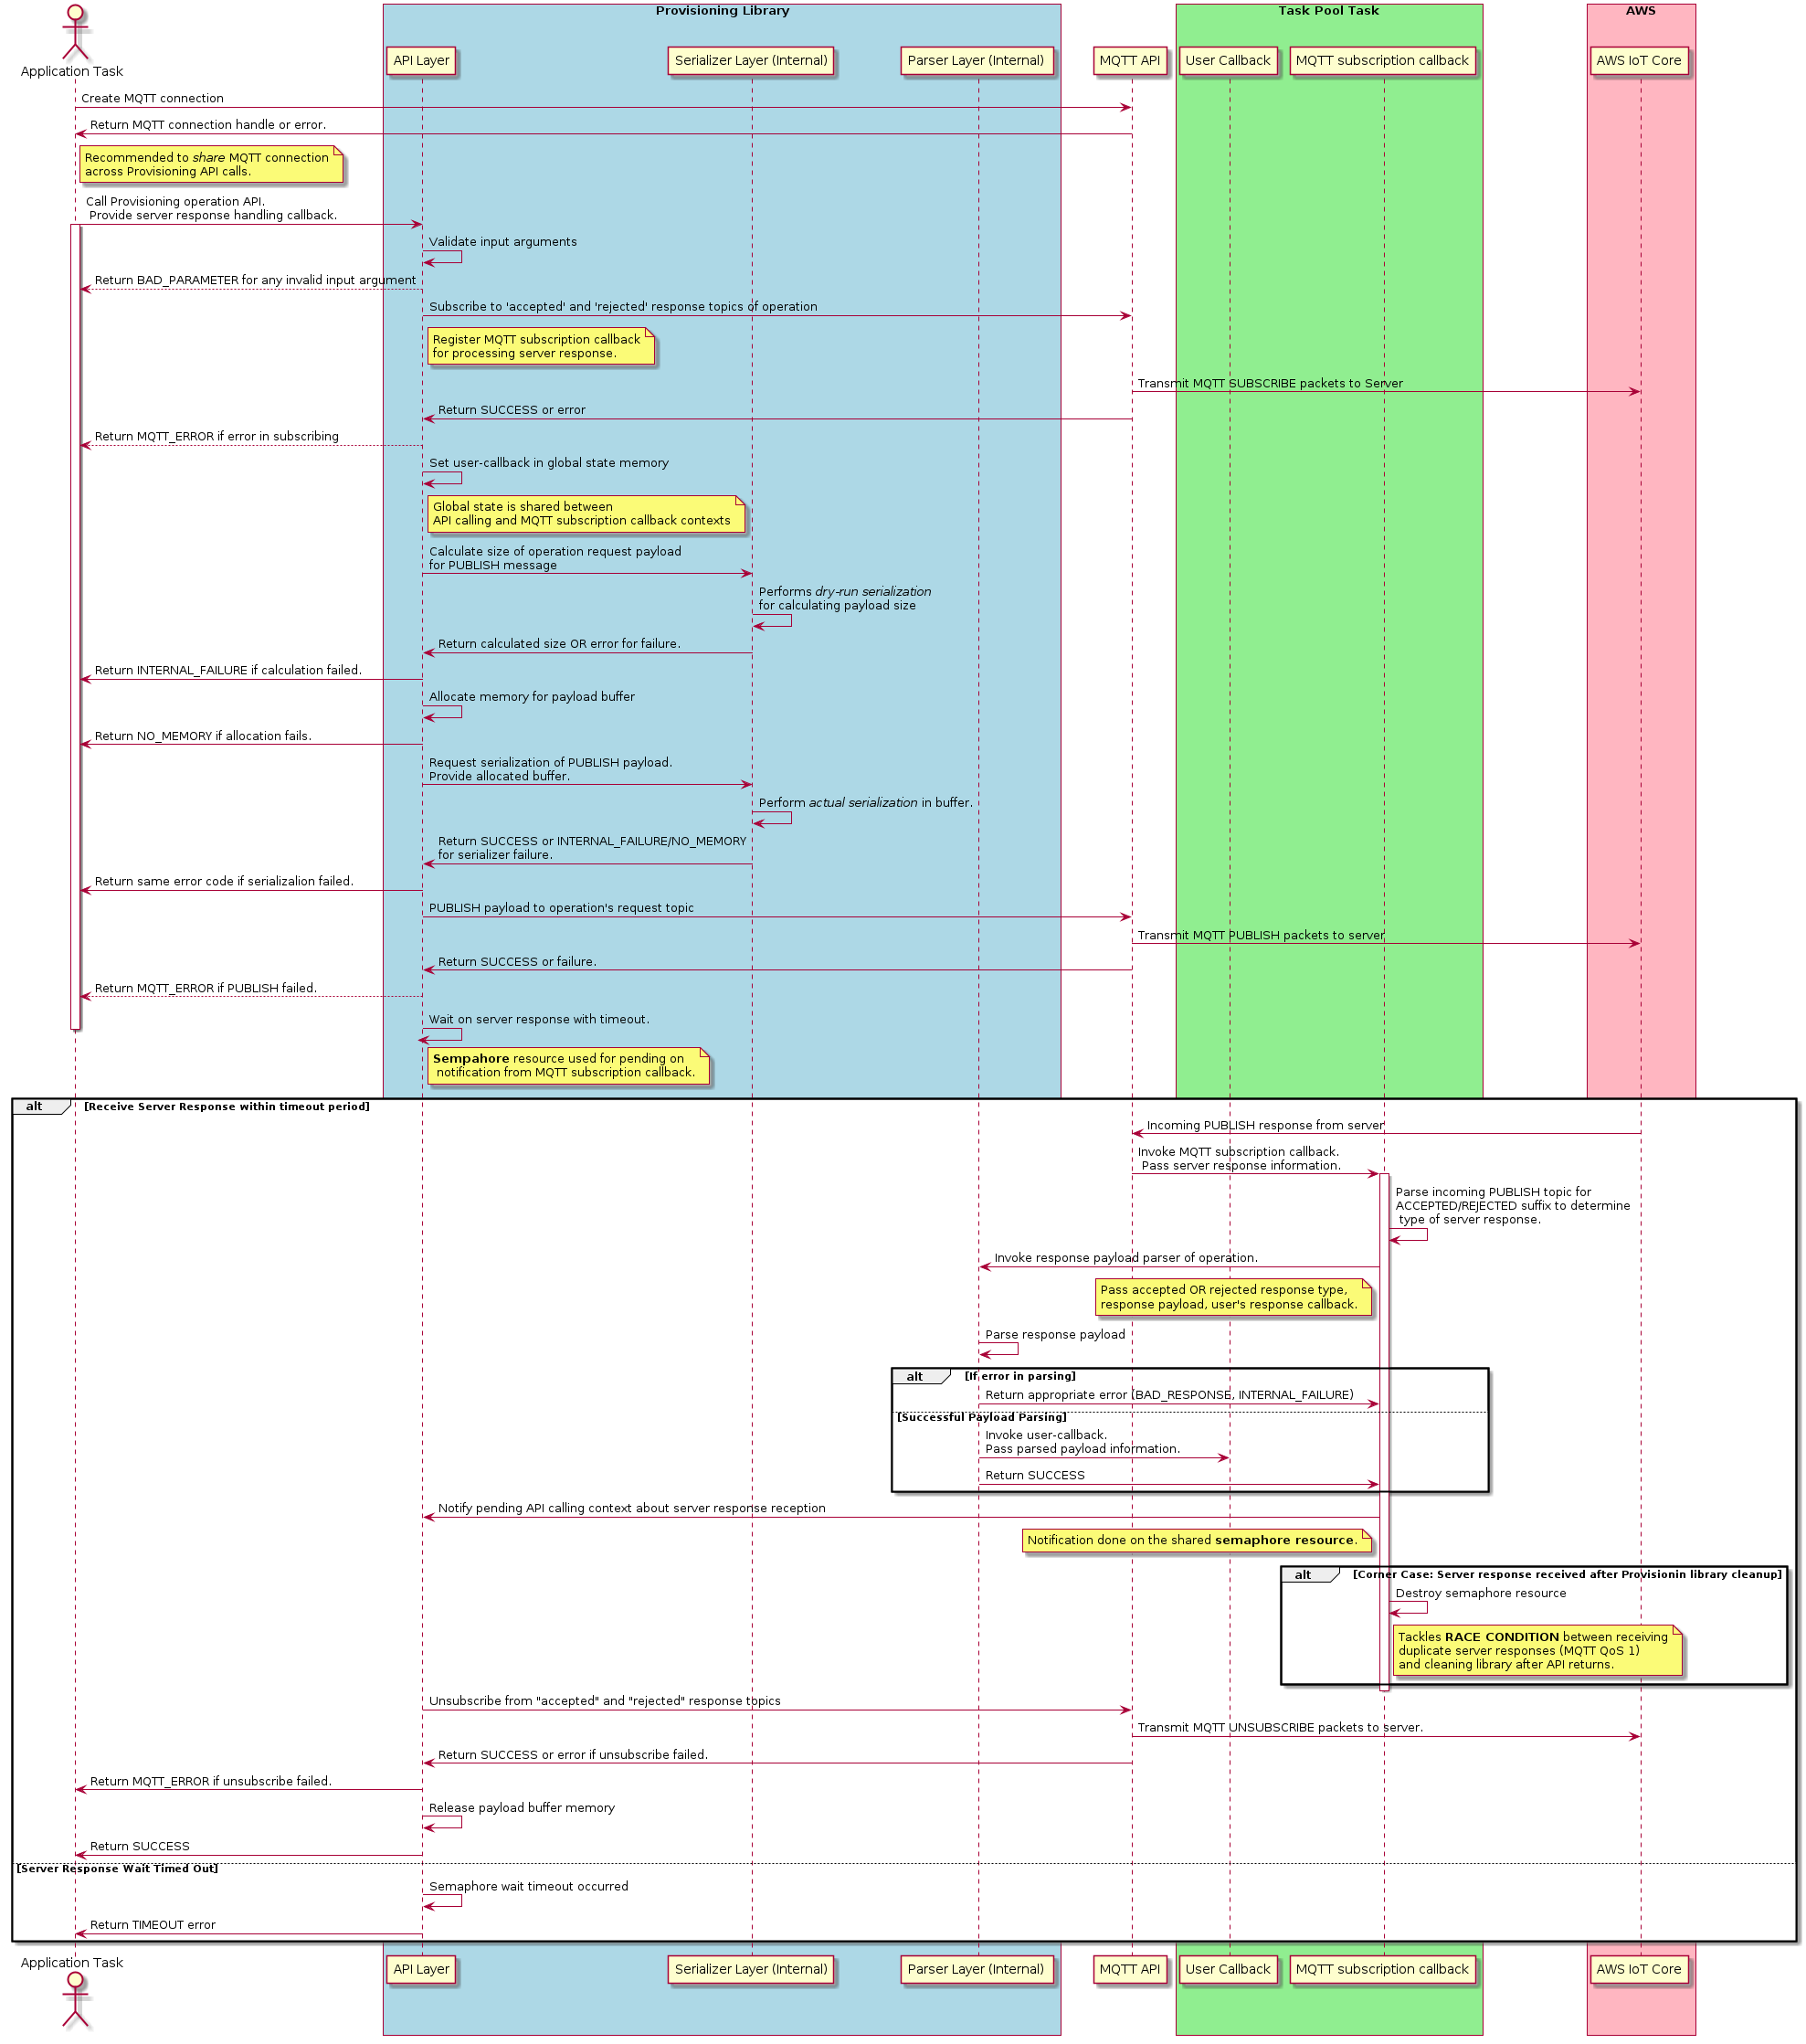 Provisioning Library
Task Pool Task
AWS
Application Task
API Layer
Serializer Layer (Internal)
Parser Layer (Internal)
MQTT API
User Callback
MQTT subscription callback
AWS IoT Core
Create MQTT connection
Return MQTT connection handle or error.
Recommended to share MQTT connection
across Provisioning API calls.
Call Provisioning operation API.
Provide server response handling callback.
Validate input arguments
Return BAD_PARAMETER for any invalid input argument
Subscribe to 'accepted' and 'rejected' response topics of operation
Register MQTT subscription callback
for processing server response.
Transmit MQTT SUBSCRIBE packets to Server
Return SUCCESS or error
Return MQTT_ERROR if error in subscribing
Set user-callback in global state memory
Global state is shared between
API calling and MQTT subscription callback contexts
Calculate size of operation request payload
for PUBLISH message
Performs dry-run serialization
for calculating payload size
Return calculated size OR error for failure.
Return INTERNAL_FAILURE if calculation failed.
Allocate memory for payload buffer
Return NO_MEMORY if allocation fails.
Request serialization of PUBLISH payload.
Provide allocated buffer.
Perform actual serialization in buffer.
Return SUCCESS or INTERNAL_FAILURE/NO_MEMORY
for serializer failure.
Return same error code if serializalion failed.
PUBLISH payload to operation's request topic
Transmit MQTT PUBLISH packets to server
Return SUCCESS or failure.
Return MQTT_ERROR if PUBLISH failed.
Wait on server response with timeout.
Sempahore resource used for pending on
notification from MQTT subscription callback.
alt [Receive Server Response within timeout period]
Incoming PUBLISH response from server
Invoke MQTT subscription callback.
Pass server response information.
Parse incoming PUBLISH topic for
ACCEPTED/REJECTED suffix to determine
type of server response.
Invoke response payload parser of operation.
Pass accepted OR rejected response type,
response payload, user's response callback.
Parse response payload
alt [If error in parsing]
Return appropriate error (BAD_RESPONSE, INTERNAL_FAILURE)
[Successful Payload Parsing]
Invoke user-callback.
Pass parsed payload information.
Return SUCCESS
Notify pending API calling context about server response reception
Notification done on the shared semaphore resource.
alt [Corner Case: Server response received after Provisionin library cleanup]
Destroy semaphore resource
Tackles RACE CONDITION between receiving
duplicate server responses (MQTT QoS 1)
and cleaning library after API returns.
Unsubscribe from "accepted" and "rejected" response topics
Transmit MQTT UNSUBSCRIBE packets to server.
Return SUCCESS or error if unsubscribe failed.
Return MQTT_ERROR if unsubscribe failed.
Release payload buffer memory
Return SUCCESS
[Server Response Wait Timed Out]
Semaphore wait timeout occurred
Return TIMEOUT error
Application Task
API Layer
Serializer Layer (Internal)
Parser Layer (Internal)
MQTT API
User Callback
MQTT subscription callback
AWS IoT Core